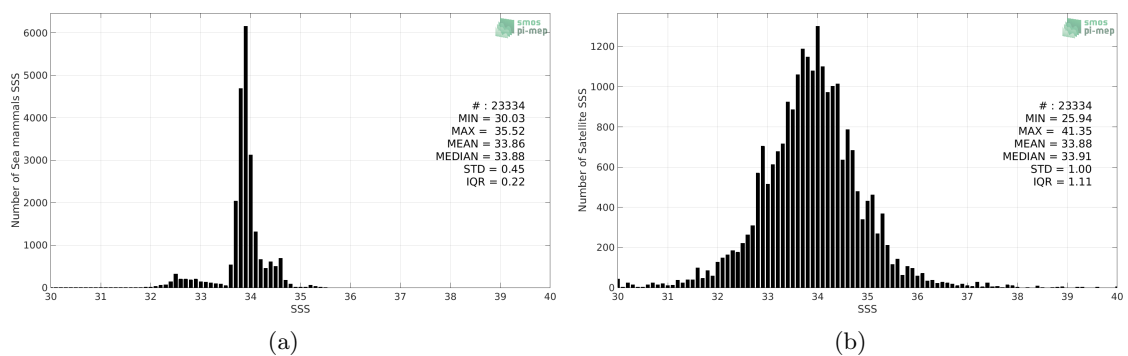 6000
5000
4000
3000
2000
1000
0
Number of Sea mammals SSS
smos
pi-mep
# : 23334
MIN = 30.03
MAX = 35.52
MEAN = 33.86
MEDIAN = 33.88
STD = 0.45
IQR = 0.22
30 31 32 33 34 35 36 37 38 39 40
SSS
(a)
1200
1000
800
600
400
200
0
Number of Satellite SSS
smos
pi-mep
# : 23334
MIN = 25.94
MAX = 41.35
MEAN = 33.88
MEDIAN = 33.91
STD = 1.00
IQR = 1.11
30 31 32 33 34 35 36 37 38 39 40
SSS
(b)